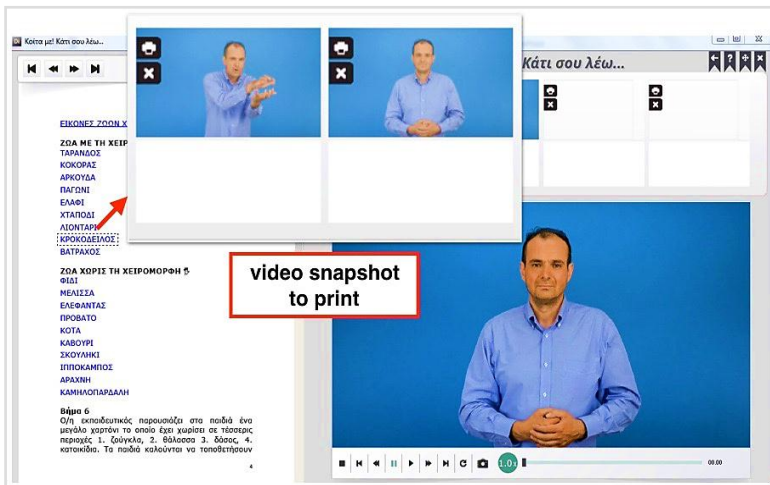 Κοίτα με! Κάτι σου λέω...
Κάτι σου λέω...
ΕΙΚΟΝΕΣ ΖΩΩΝ Χ
ΖΩΑ ΜΕ ΤΗ ΧΕΙΡ
ΤΑΡΑΝΔΟΣ
ΚΟΚΟΡΑΣ
ΑΡΚΟΥΔΑ
ΠΑΓΩΝΙ
ΕΛΑΦΙ
ΧΤΑΠΟΔΙ
ΛΙΟΝΤΑΡΙ
ΚΡΟΚΟΔΕΙΛΟΣ
ΒΑΤΡΑΧΟΣ
ΖΩΑ ΧΩΡΙΣ ΤΗ ΧΕΙΡΟΜΟΡΦΗ
ΦΙΔΙ
ΜΕΛΙΣΣΑ
ΕΛΕΦΑΝΤΑΣ
ΠΡΟΒΑΤΟ
ΚΟΤΑ
ΚΑΒΟΥΡΙ
ΣΚΟΥΛΗΚΙ
ΙΠΠΟΚΑΜΠΟΣ
ΑΡΑΧΝΗ
ΚΑΜΗΛΟΠΑΡΔΑΛΗ
Βήμα 6
Ο/η εκπαιδευτικός παρουσιάζει στα παιδιά ένα
μεγάλο χαρτόνι το οποίο έχει χωρίσει σε τέσσερις
περιοχές 1. ζούγκλα, 2. θάλασσα 3. δάσος, 4.
κατοικίδια. Τα παιδιά καλούνται να τοποθετήσουν
4
video snapshot
to print
1.0x
00.00